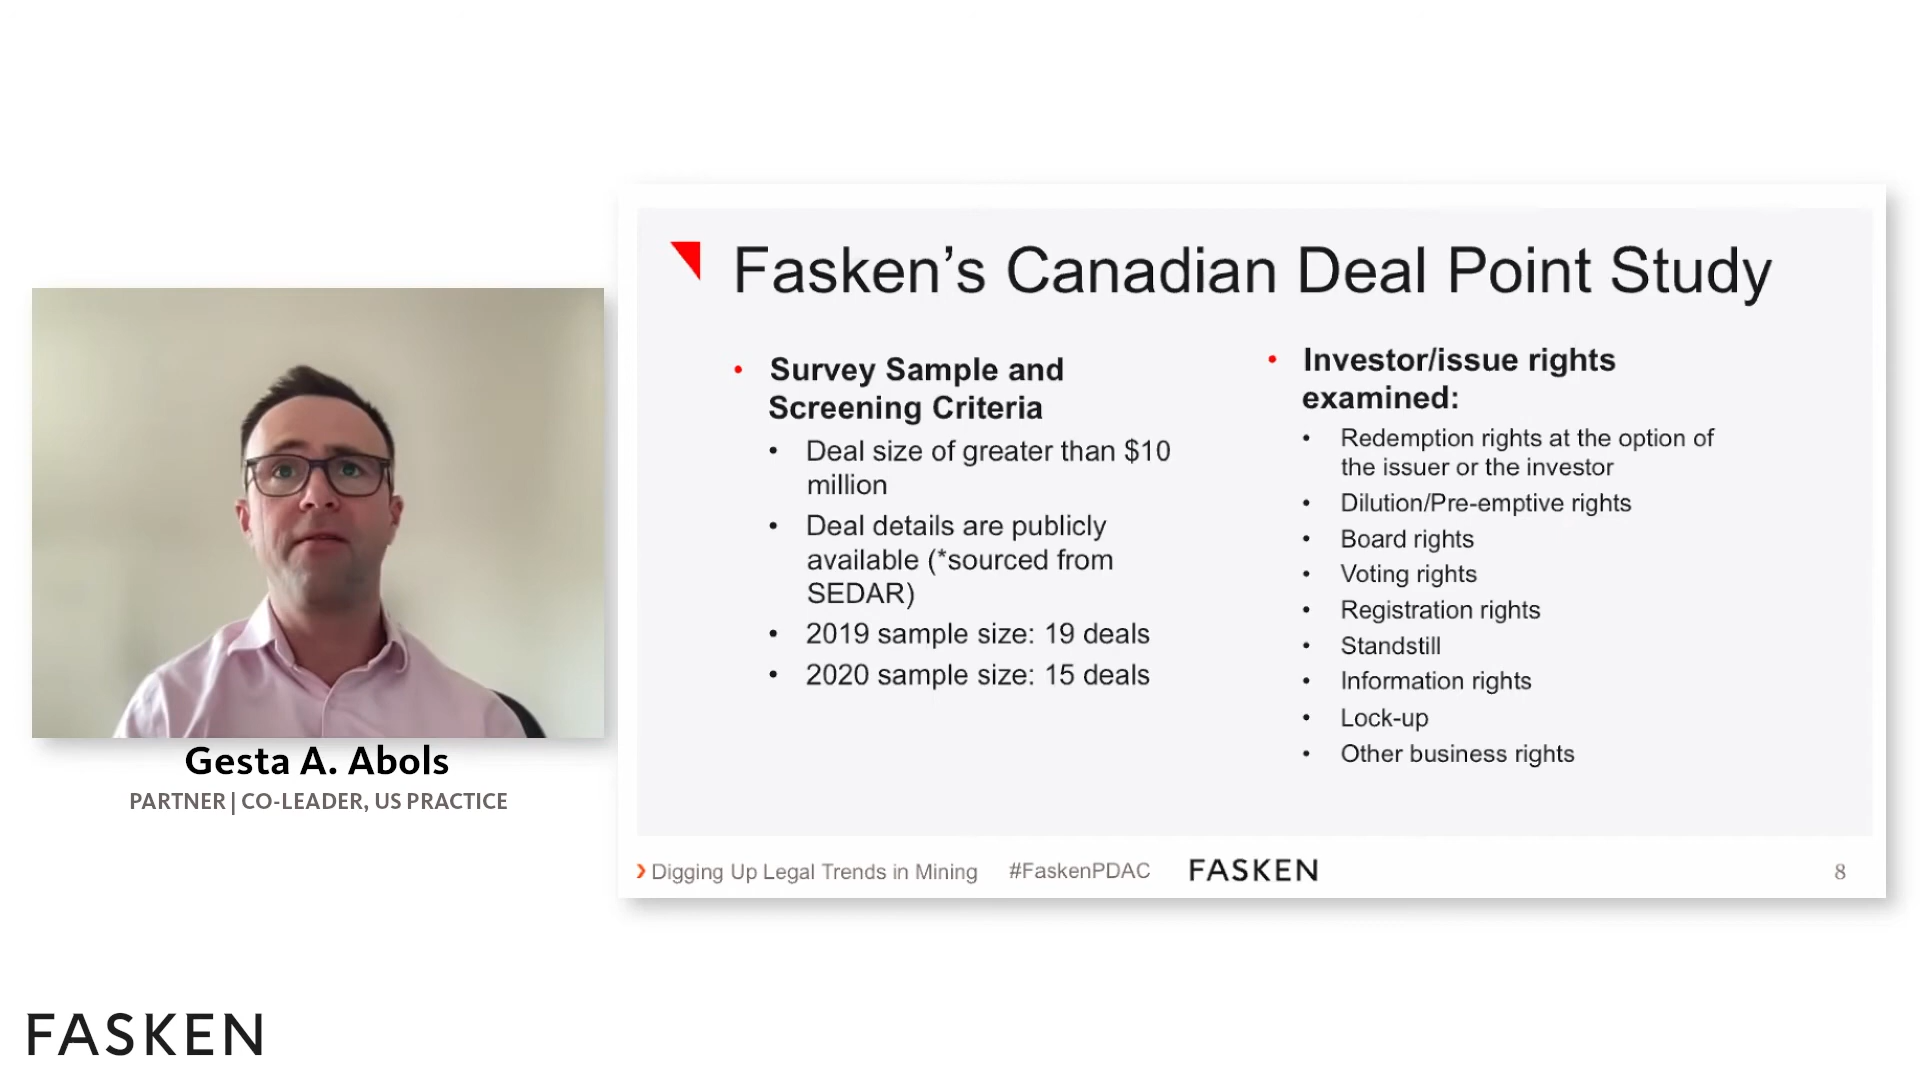 Fasken’s Canadian Deal Point Study
• Survey Sample and
Screening Criteria
• Deal size of greater than $10
million
• Deal details are publicly
available (*sourced from
SEDAR)
• 2019 sample size: 19 deals
• 2020 sample size: 15 deals
• Investor/issue rights
examined:
• Redemption rights at the option of
the issuer or the investor
• Dilution/Pre-emptive rights
• Board rights
• Voting rights
• Registration rights
• Standstill
• Information rights
• Lock-up
• Other business rights
Digging Up Legal Trends in Mining #FaskenPDAC FASKEN 8
Gesta A. Abols
PARTNER | CO-LEADER, US PRACTICE
FASKEN